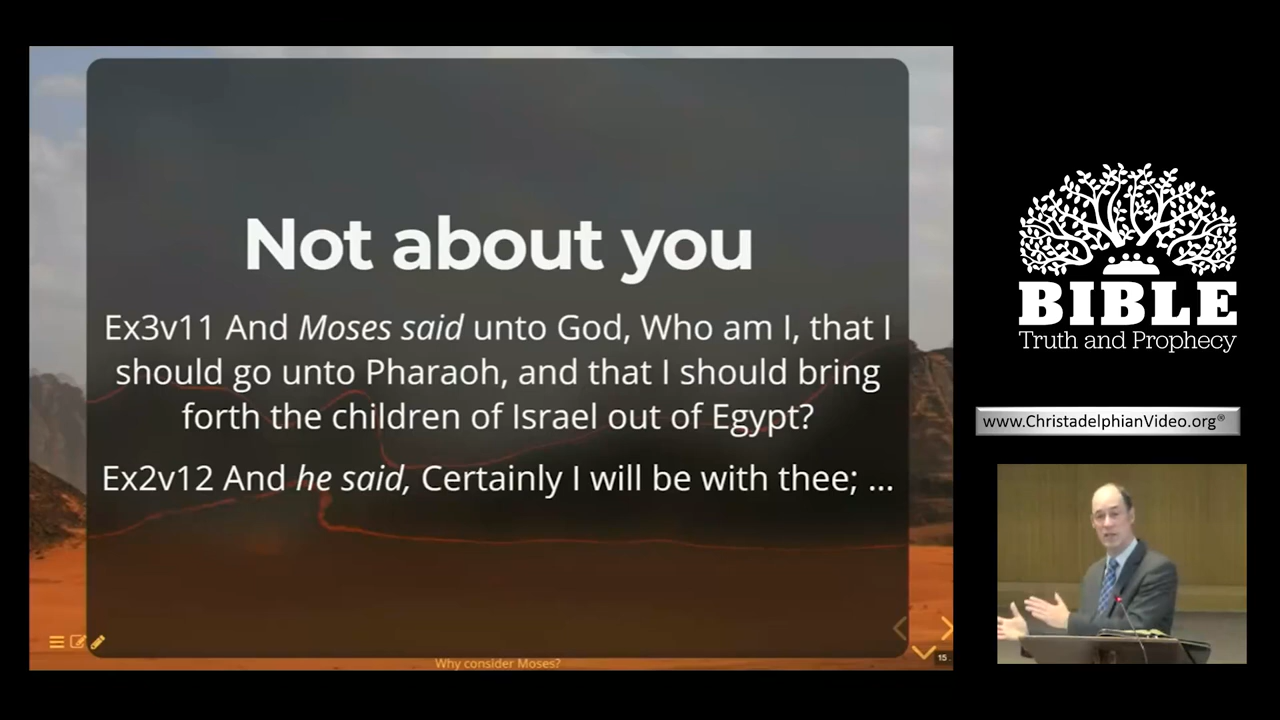 Not about you
Ex3v11 And Moses said unto God, Who am I, that I
should go unto Pharaoh, and that I should bring
forth the children of Israel out of Egypt?
Ex2v12 And he said, Certainly I will be with thee; ...
Why consider Moses?
15
BIBLE
Truth and Prophecy
www.ChristadelphianVideo.org®